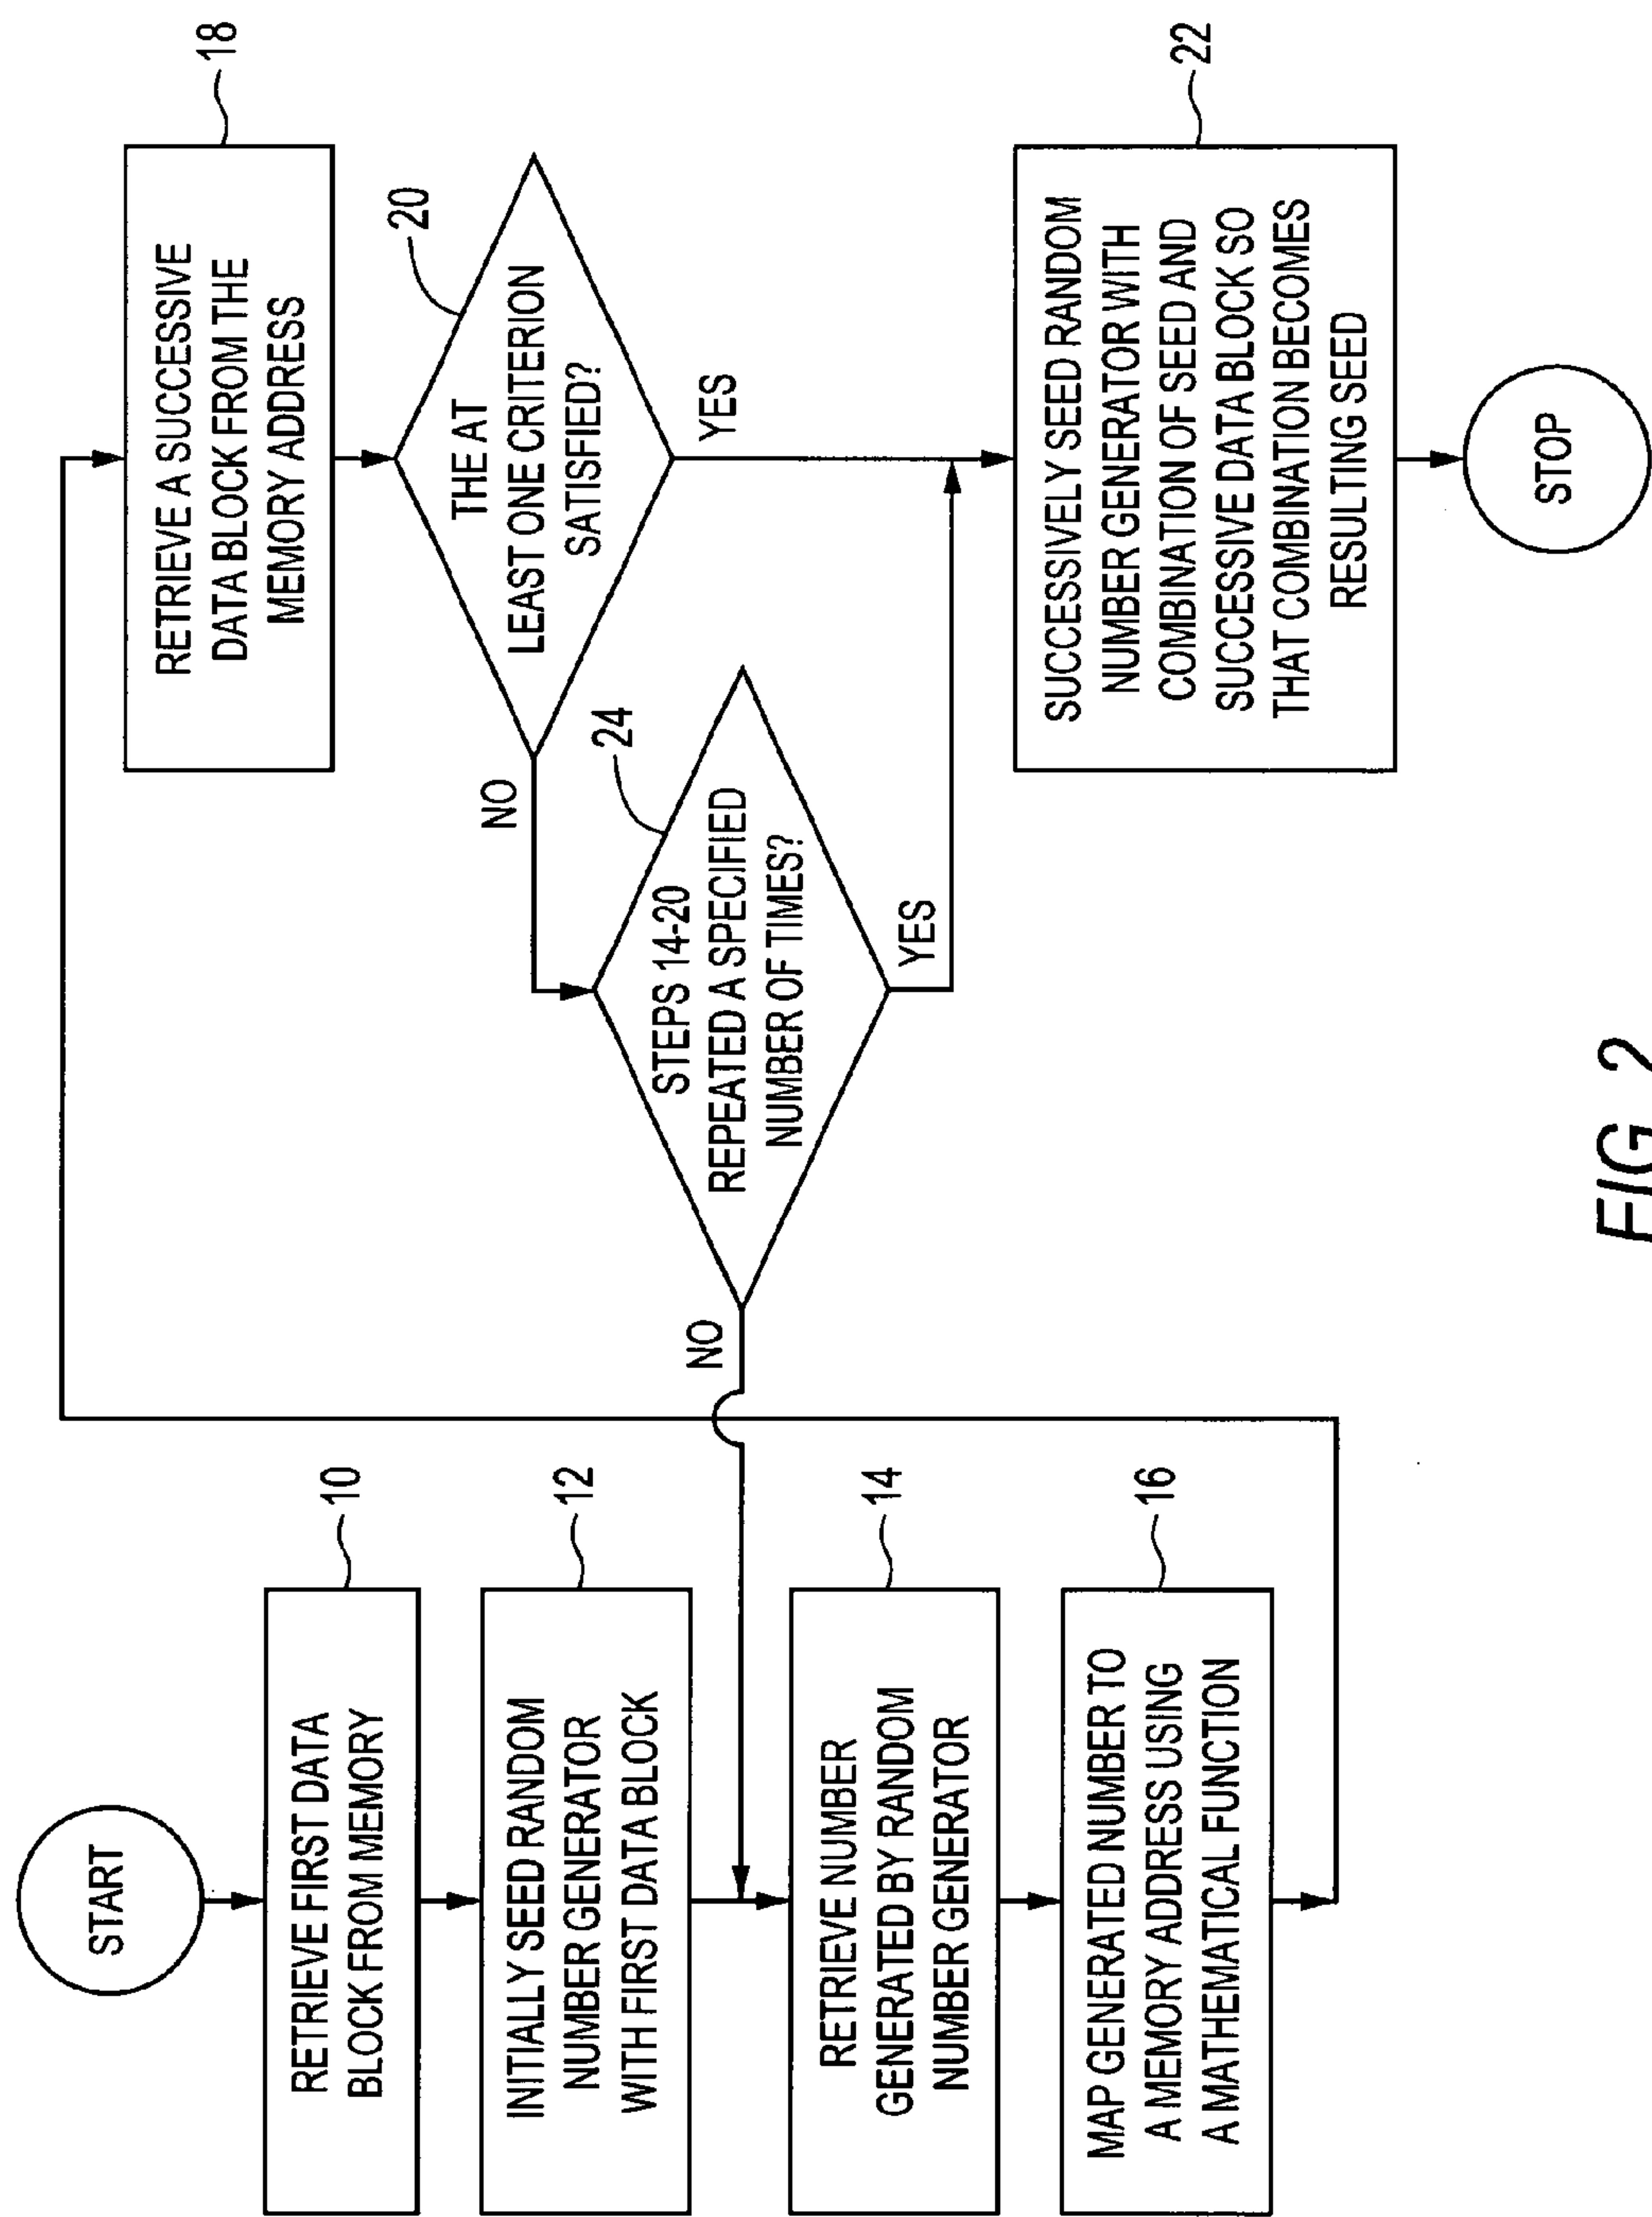 START
RETRIEVE FIRST DATA
BLOCK FROM MEMORY
10
INITIALLY SEED RANDOM
NUMBER GENERATOR
WITH FIRST DATA BLOCK
12
RETRIEVE NUMBER
GENERATED BY RANDOM
NUMBER GENERATOR
14
MAP GENERATED NUMBER TO
A MEMORY ADDRESS USING
A MATHEMATICAL FUNCTION
16
RETRIEVE A SUCCESSIVE
DATA BLOCK FROM THE
MEMORY ADDRESS
18
THE AT
LEAST ONE CRITERION
SATISFIED?
20
NO
YES
STEPS 14-20
REPEATED A SPECIFIED
NUMBER OF TIMES?
24
NO
YES
SUCCESSIVELY SEED RANDOM
NUMBER GENERATOR WITH
COMBINATION OF SEED AND
SUCCESSIVE DATA BLOCK SO
THAT COMBINATION BECOMES
RESULTING SEED
22
STOP
FIG. 2